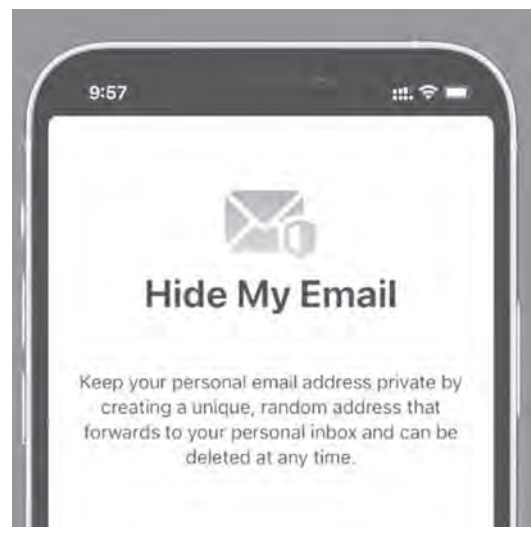 9:57
Hide My Email
Keep your personal email address private by
creating a unique, random address that
forwards to your personal inbox and can be
deleted at any time.